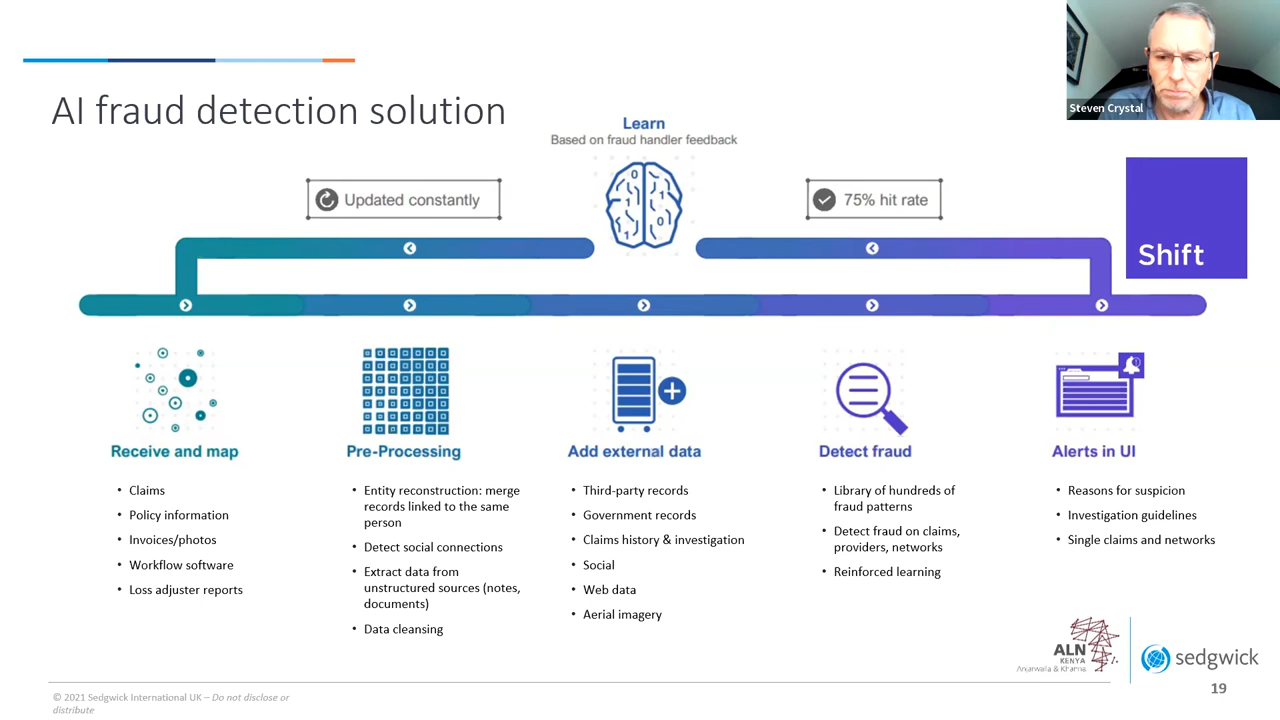 Steven Crystal
AI fraud detection solution
Learn
Based on fraud handler feedback
Updated constantly
75% hit rate
Shift
Receive and map
• Claims
• Policy information
• Invoices/photos
• Workflow software
• Loss adjuster reports
Pre-Processing
• Entity reconstruction: merge
records linked to the same
person
• Detect social connections
• Extract data from
unstructured sources (notes,
documents)
• Data cleansing
Add external data
• Third-party records
• Government records
• Claims history & investigation
• Social
• Web data
• Aerial imagery
Detect fraud
• Library of hundreds of
fraud patterns
• Detect fraud on claims,
providers, networks
• Reinforced learning
Alerts in UI
• Reasons for suspicion
• Investigation guidelines
• Single claims and networks
ALN
KENYA
Anjarwalla & Khanna
sedgwick
© 2021 Sedgwick International UK – Do not disclose or
distribute
19